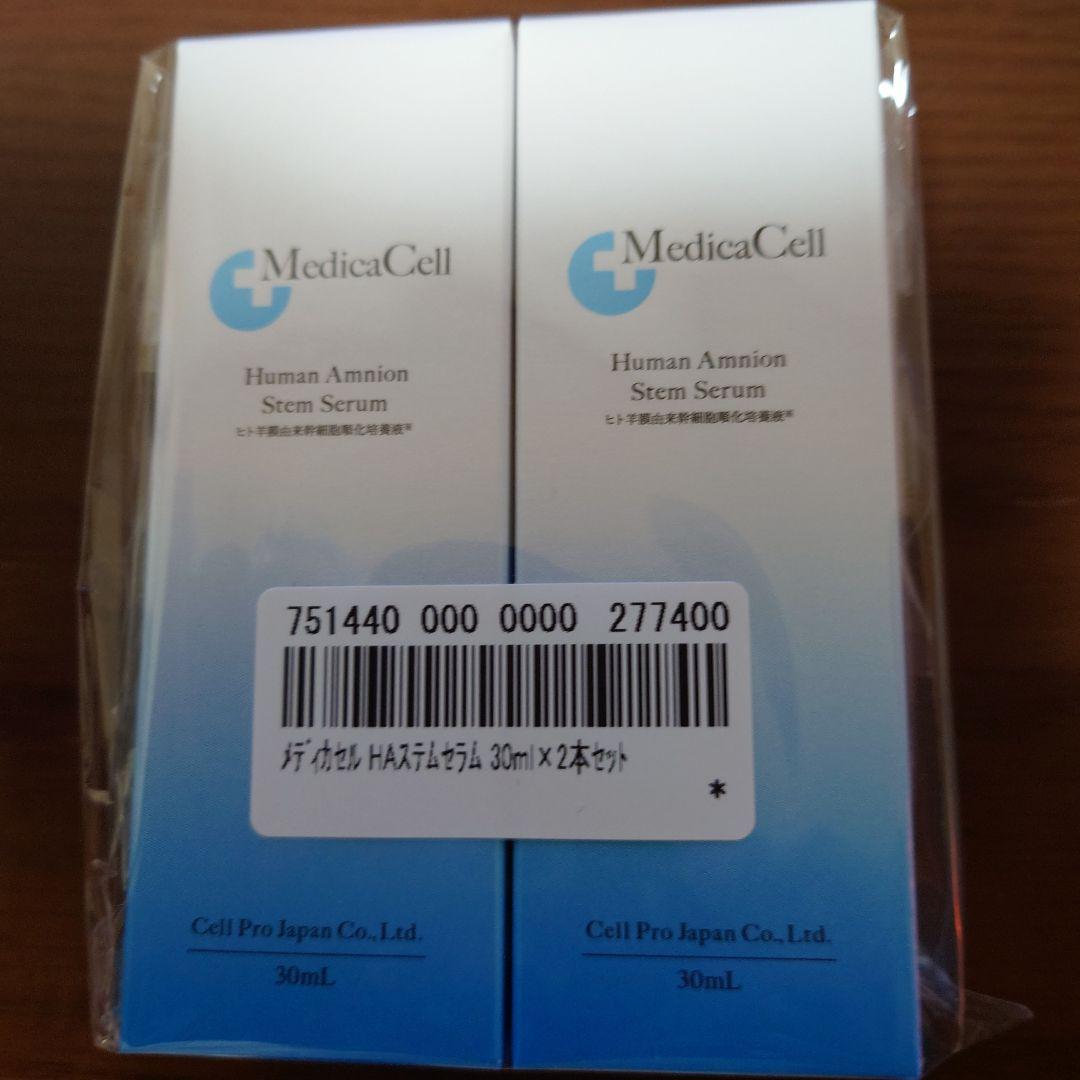 MedicaCell
Human Amnion
Stem Serum
ヒト羊膜由来幹細胞順化培養液※
MedicaCell
Human Amnion
Stem Serum
ヒト羊膜由来幹細胞順化培養液※
751440 000 0000 277400
ﾒﾃﾞｨｶｾﾙ HAｽﾃﾑｾﾗﾑ 30ml×2本ｾｯﾄ
*
Cell Pro Japan Co., Ltd.
30mL
Cell Pro Japan Co., Ltd.
30mL